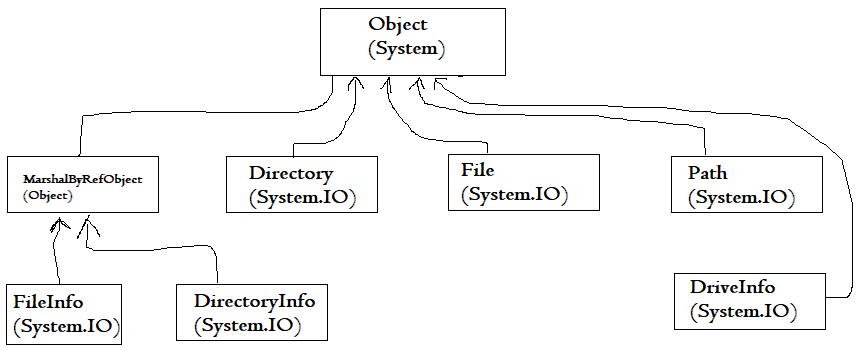 Object
(System)
MarshalByRefObject
(Object)
Directory
(System.IO)
File
(System.IO)
Path
(System.IO)
FileInfo
(System.IO)
DirectoryInfo
(System.IO)
DriveInfo
(System.IO)